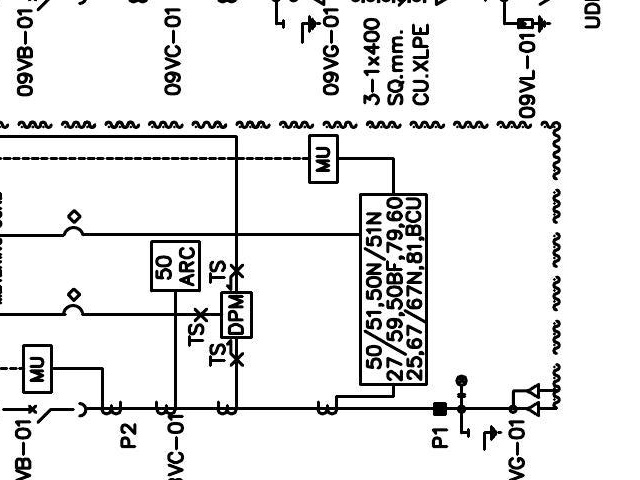 09VB-01
09VC-01
09VG-01
3-1x400
SQ.mm.
CU.XLPE
09VL-01
MU
50
ARC
TS
TS
DPM
TS
50/51,50N/51N
27/59,50BF,79,60
25,67/67N,81,BCU
MU
P2
P1
VB-01
VC-01
VG-01